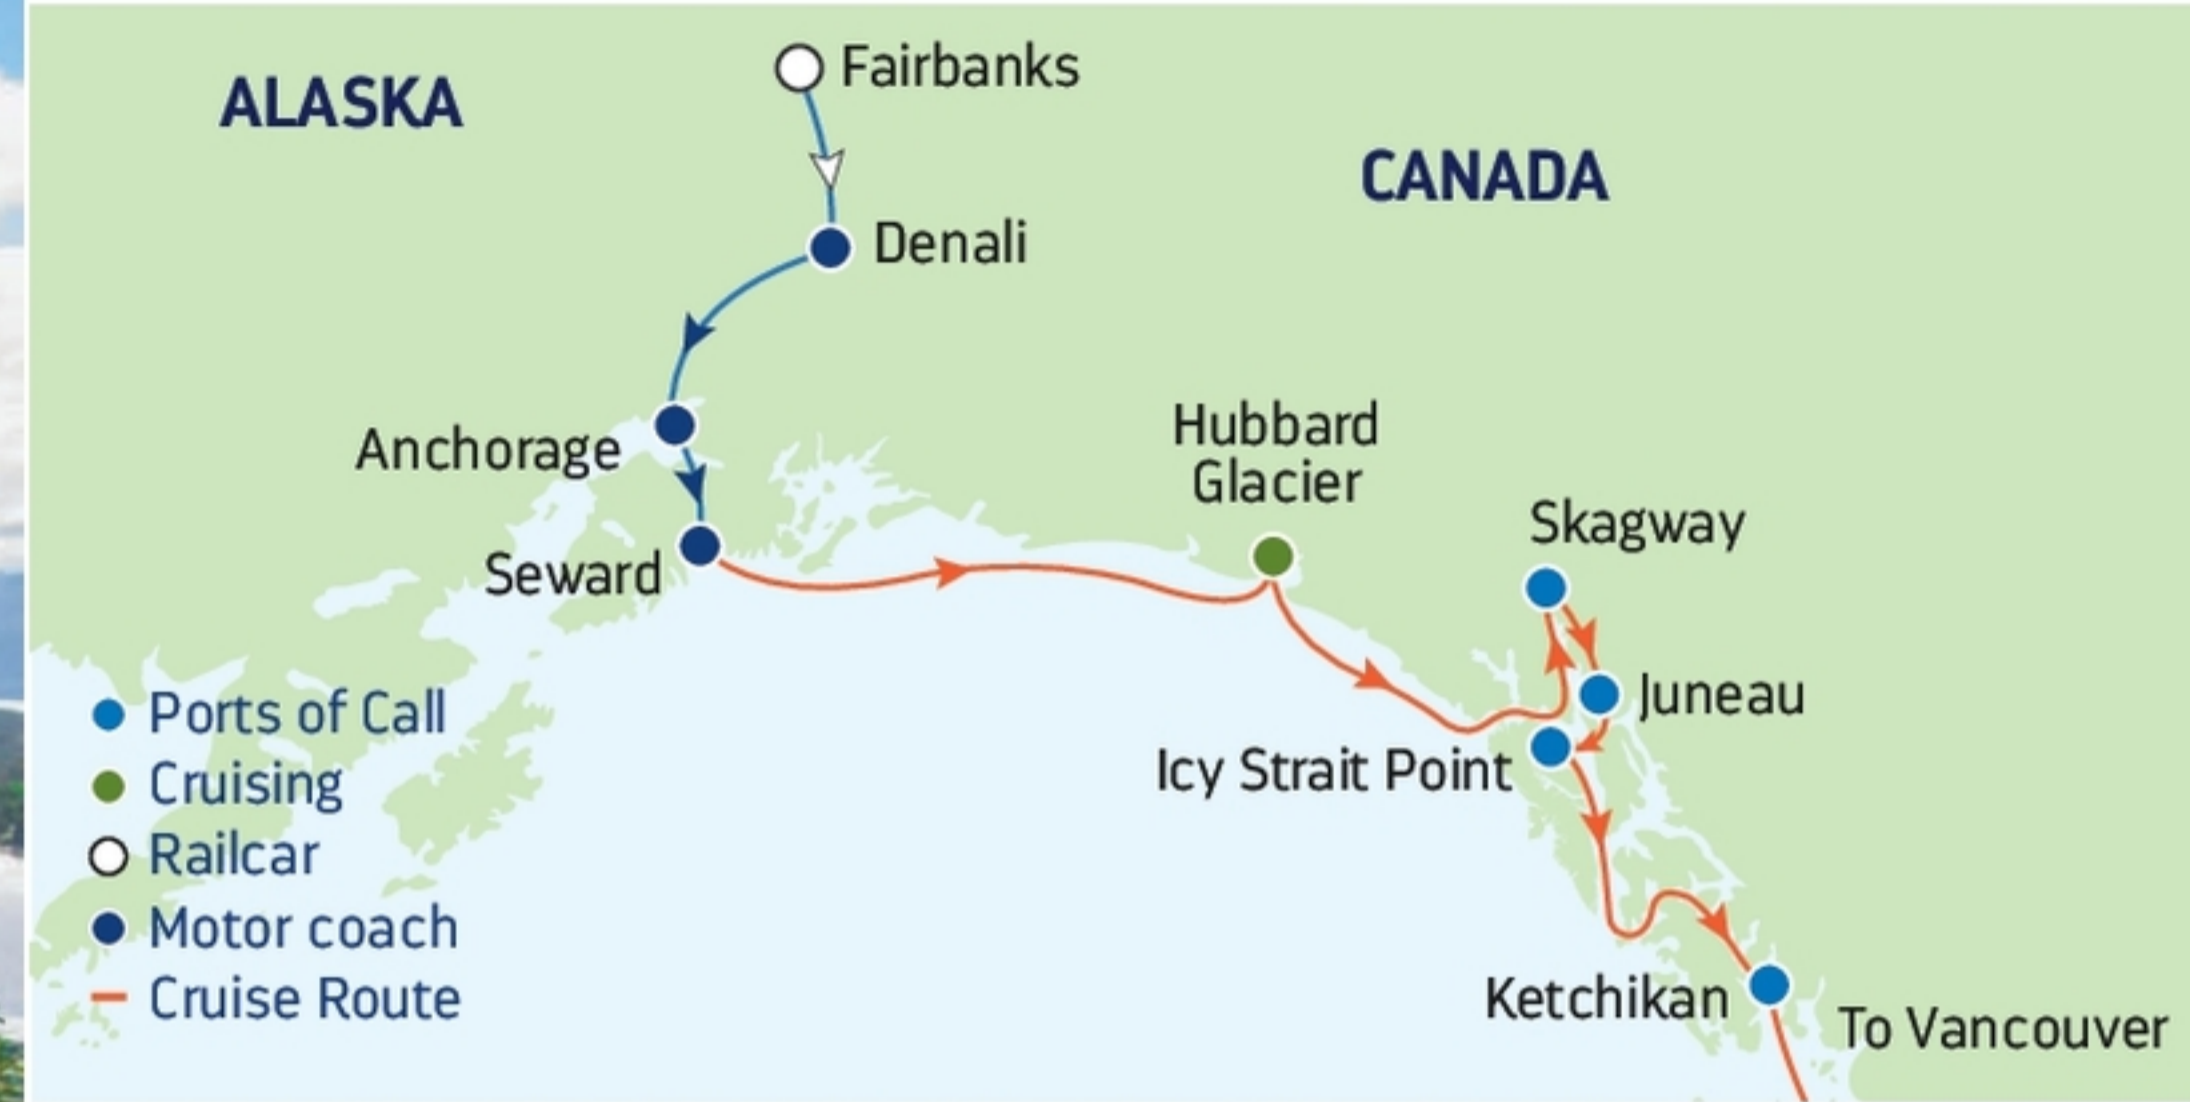 Fairbanks
ALASKA
CANADA
Denali
Hubbard
Glacier
Anchorage
Skagway
Seward
Juneau
Icy Strait Point
Ketchikan
To Vancouver
Ports of Call
Cruising
Railcar
Motor coach
Cruise Route